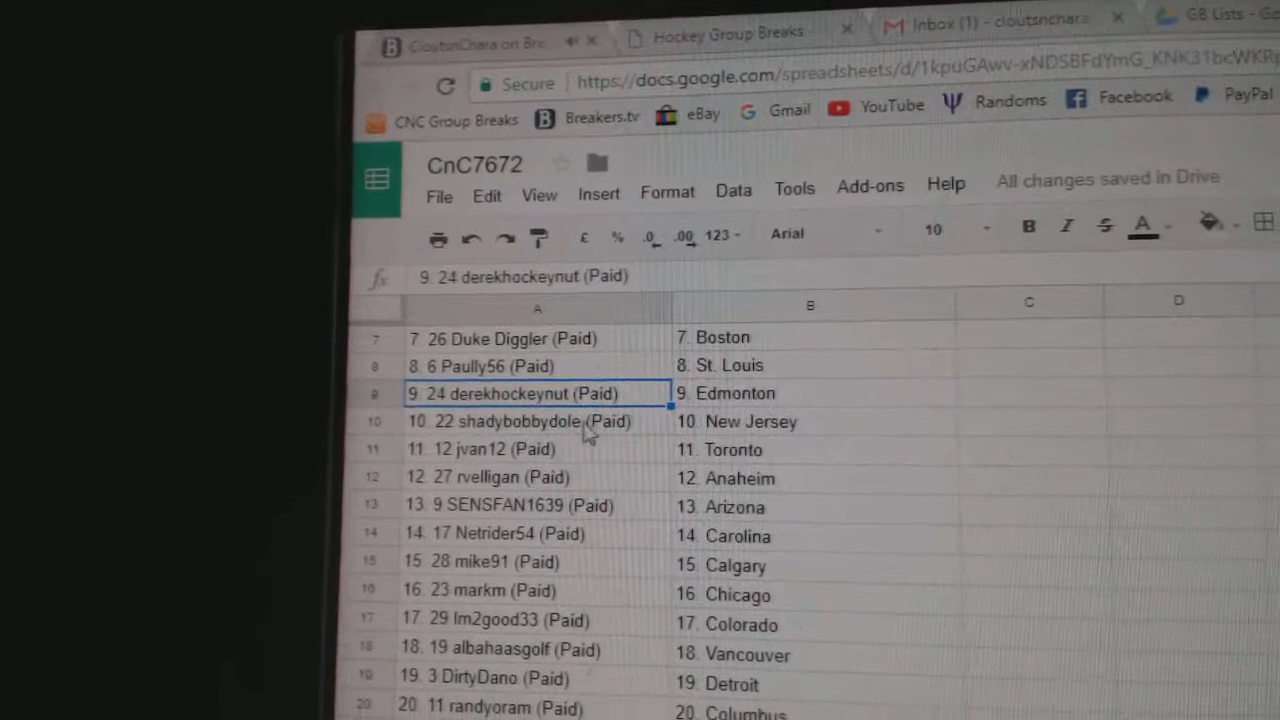 CloutsnChara on Bre Hockey Group Breaks Inbox (1) - cloutsnchara GB Lists - Go
Secure https://docs.google.com/spreadsheets/d/1kpuGAwv-xNDSBFdYmG_KNK31bcWKRy
CNC Group Breaks Breakers.tv eBay Gmail YouTube Randoms Facebook PayPal
CnC7672
File Edit View Insert Format Data Tools Add-ons Help All changes saved in Drive
£ % .0 .00 123 Arial 10 B I S A
fx 9. 24 derekhockeynut (Paid)
A B C D
7 7. 26 Duke Diggler (Paid) 7. Boston
8 8. 6 Paully56 (Paid) 8. St. Louis
9 9. 24 derekhockeynut (Paid) 9. Edmonton
10 10. 22 shadybobbydole (Paid) 10. New Jersey
11 11. 12 jvan12 (Paid) 11. Toronto
12 12. 27 rvelligan (Paid) 12. Anaheim
13 13. 9 SENSFAN1639 (Paid) 13. Arizona
14 14. 17 Netrider54 (Paid) 14. Carolina
15 15. 28 mike91 (Paid) 15. Calgary
16 16. 23 markm (Paid) 16. Chicago
17 17. 29 lm2good33 (Paid) 17. Colorado
18 18. 19 albahaasgolf (Paid) 18. Vancouver
19 19. 3 DirtyDano (Paid) 19. Detroit
20 20. 11 randyoram (Paid) 20. Columbus